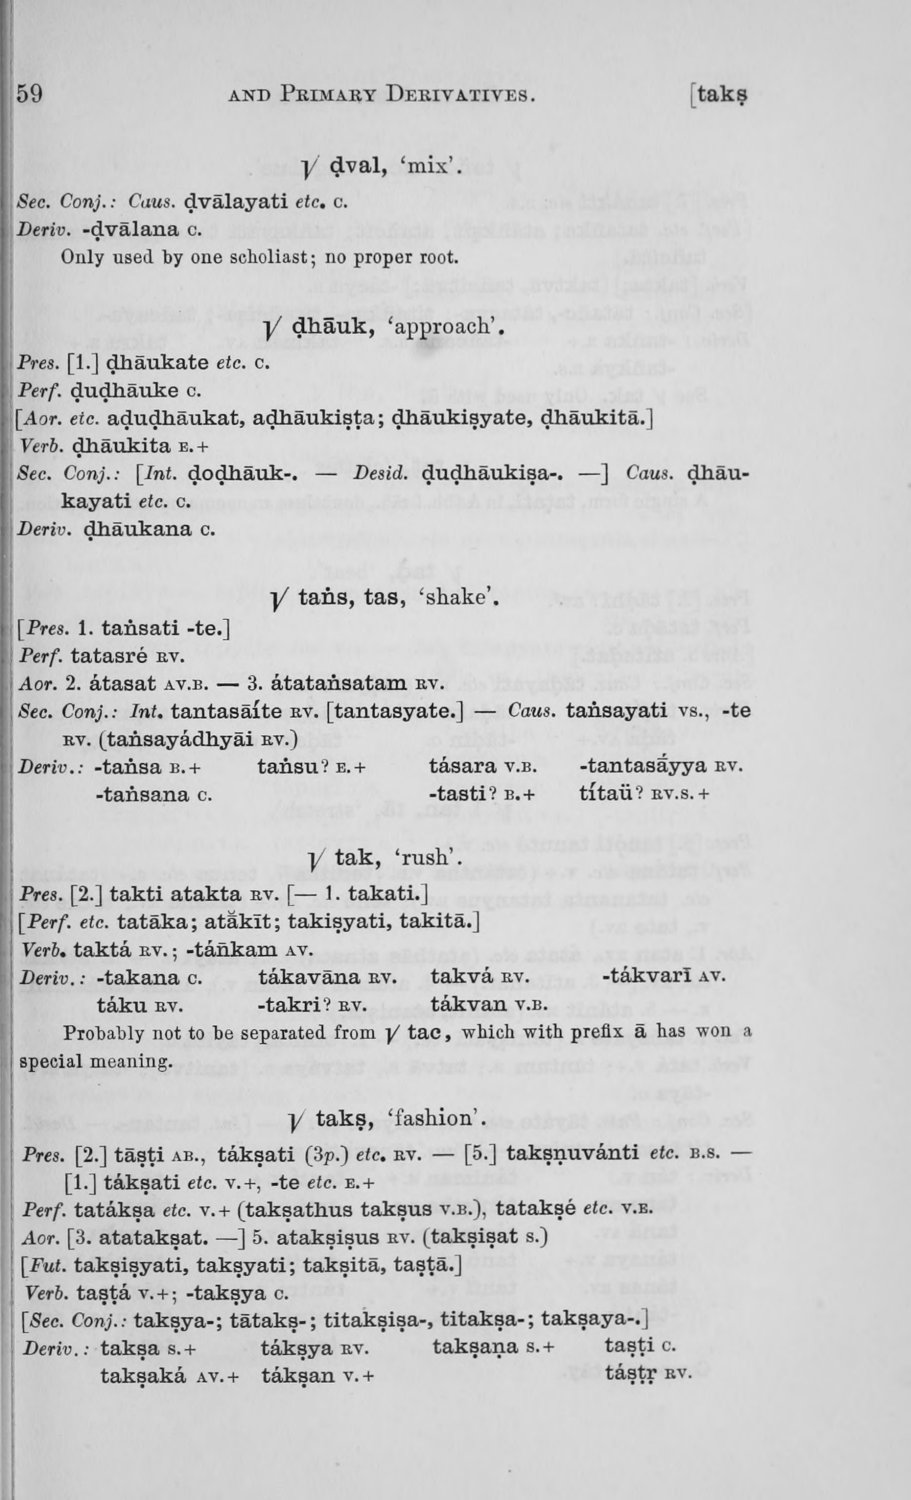 59 AND PRIMARY DERIVATIVES. [takṣ
√ ḍval, ‘mix’.
Sec. Conj.: Caus. ḍvālayati etc. C.
Deriv. -ḍvālana C.
Only used by one scholiast; no proper root.
√ ḍhāuk, ‘approach’.
Pres. [1.] ḍhāukate etc. C.
Perf. ḍuḍhāuke C.
[Aor. etc. aḍuḍhāukat, aḍhāukiṣṭa; ḍhāukiṣyate, ḍhāukitā.]
Verb. ḍhāukita E.+
Sec. Conj.: [Int. ḍoḍhāuk-. — Desid. ḍuḍhāukiṣa-. —] Caus. ḍhāu-
kayati etc. C.
Deriv. ḍhāukana C.
√ taṅs, tas, ‘shake’.
[Pres. 1. taṅsati -te.]
Perf. tatasré RV.
Aor. 2. átasat AV.B. — 3. átataṅsatam RV.
Sec. Conj.: Int. tantasāíte RV. [tantasyate.] — Caus. taṅsayati VS., -te
RV. (taṅsayádhyāi RV.)
Deriv.: -taṅsa B.+ taṅsu? E.+ tásara V.B. -tantasā́yya RV.
-taṅsana C. -tasti? B.+ títaü? RV.S.+
√ tak, ‘rush’.
Pres. [2.] takti atakta RV. [— 1. takati.]
[Perf. etc. tatāka; atā̆kīt; takiṣyati, takitā.]
Verb. taktá RV.; -táñkam AV.
Deriv.: -takana C. tákavāna RV. takvá RV. -tákvarī AV.
táku RV. -takri? RV. tákvan V.B.
Probably not to be separated from √ tac, which with prefix ā has won a
special meaning.
√ takṣ, ‘fashion’.
Pres. [2.] tāṣṭi AB., tákṣati (3p.) etc. RV. — [5.] takṣṇuvánti etc. B.S. —
[1.] tákṣati etc. V.+, -te etc. E.+
Perf. tatákṣa etc. V.+ (takṣathus takṣus V.B.), tatakṣé etc. V.E.
Aor. [3. atatakṣat. —] 5. atakṣiṣus RV. (takṣiṣat S.)
[Fut. takṣiṣyati, takṣyati; takṣitā, taṣṭā.]
Verb. taṣṭá V.+; -takṣya C.
[Sec. Conj.: takṣya-; tātakṣ-; titakṣiṣa-, titakṣa-; takṣaya-.]
Deriv.: takṣa S.+ tákṣya RV. takṣaṇa S.+ taṣṭi C.
takṣaká AV.+ tákṣan V.+ táṣṭṛ RV.